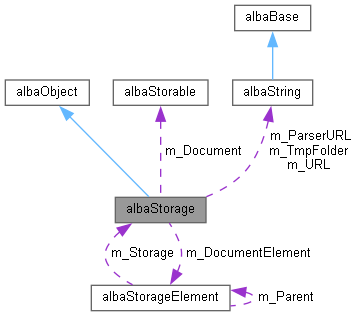 albaBase
albaObject
albaStorable
albaString
m_Document
m_ParserURL
m_TmpFolder
m_URL
albaStorage
m_Storage
m_DocumentElement
albaStorageElement
m_Parent